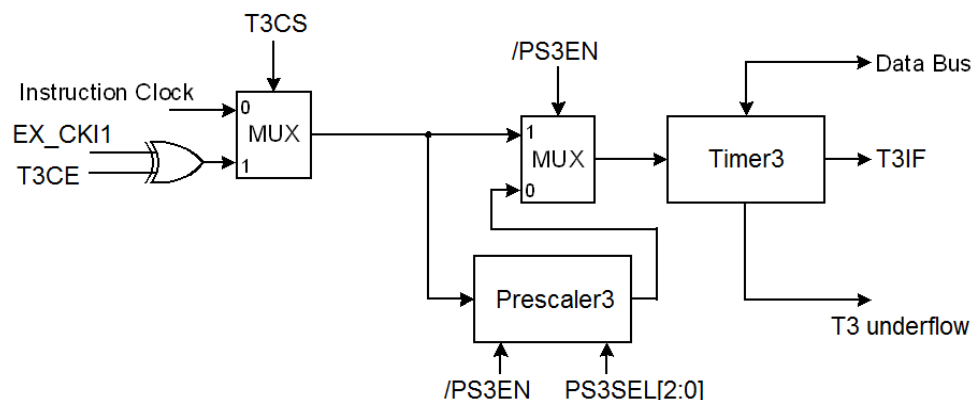 T3CS
/PS3EN
Data Bus
Instruction Clock
0
MUX
1
EX_CKI1
T3CE
1
MUX
0
Timer3
T3IF
Prescaler3
T3 underflow
/PS3EN
PS3SEL[2:0]